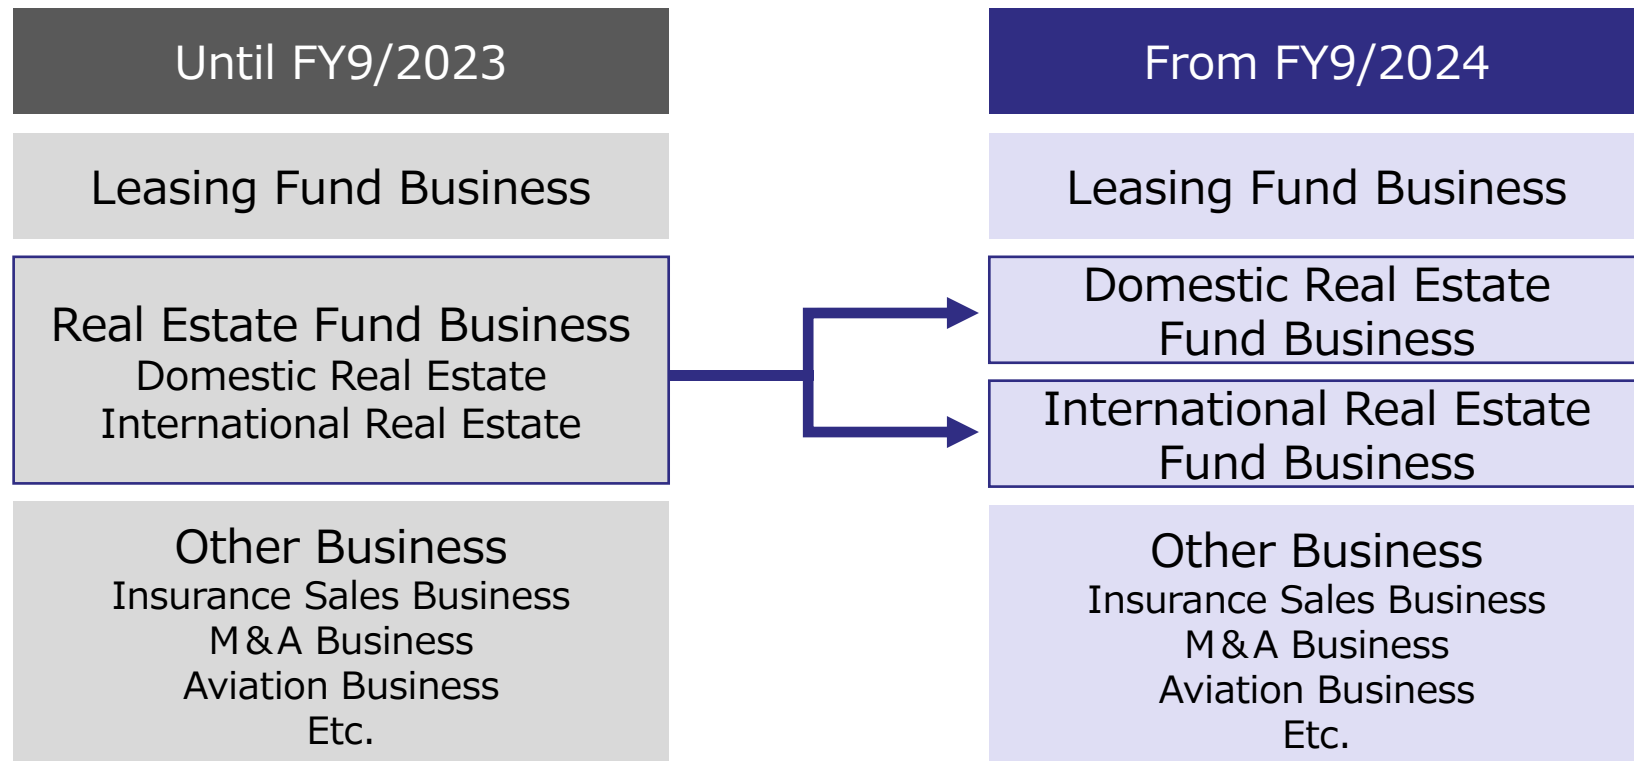 Until FY9/2023
Leasing Fund Business
Real Estate Fund Business
Domestic Real Estate
International Real Estate
Other Business
Insurance Sales Business
M&A Business
Aviation Business
Etc.
From FY9/2024
Leasing Fund Business
Domestic Real Estate
Fund Business
International Real Estate
Fund Business
Other Business
Insurance Sales Business
M&A Business
Aviation Business
Etc.